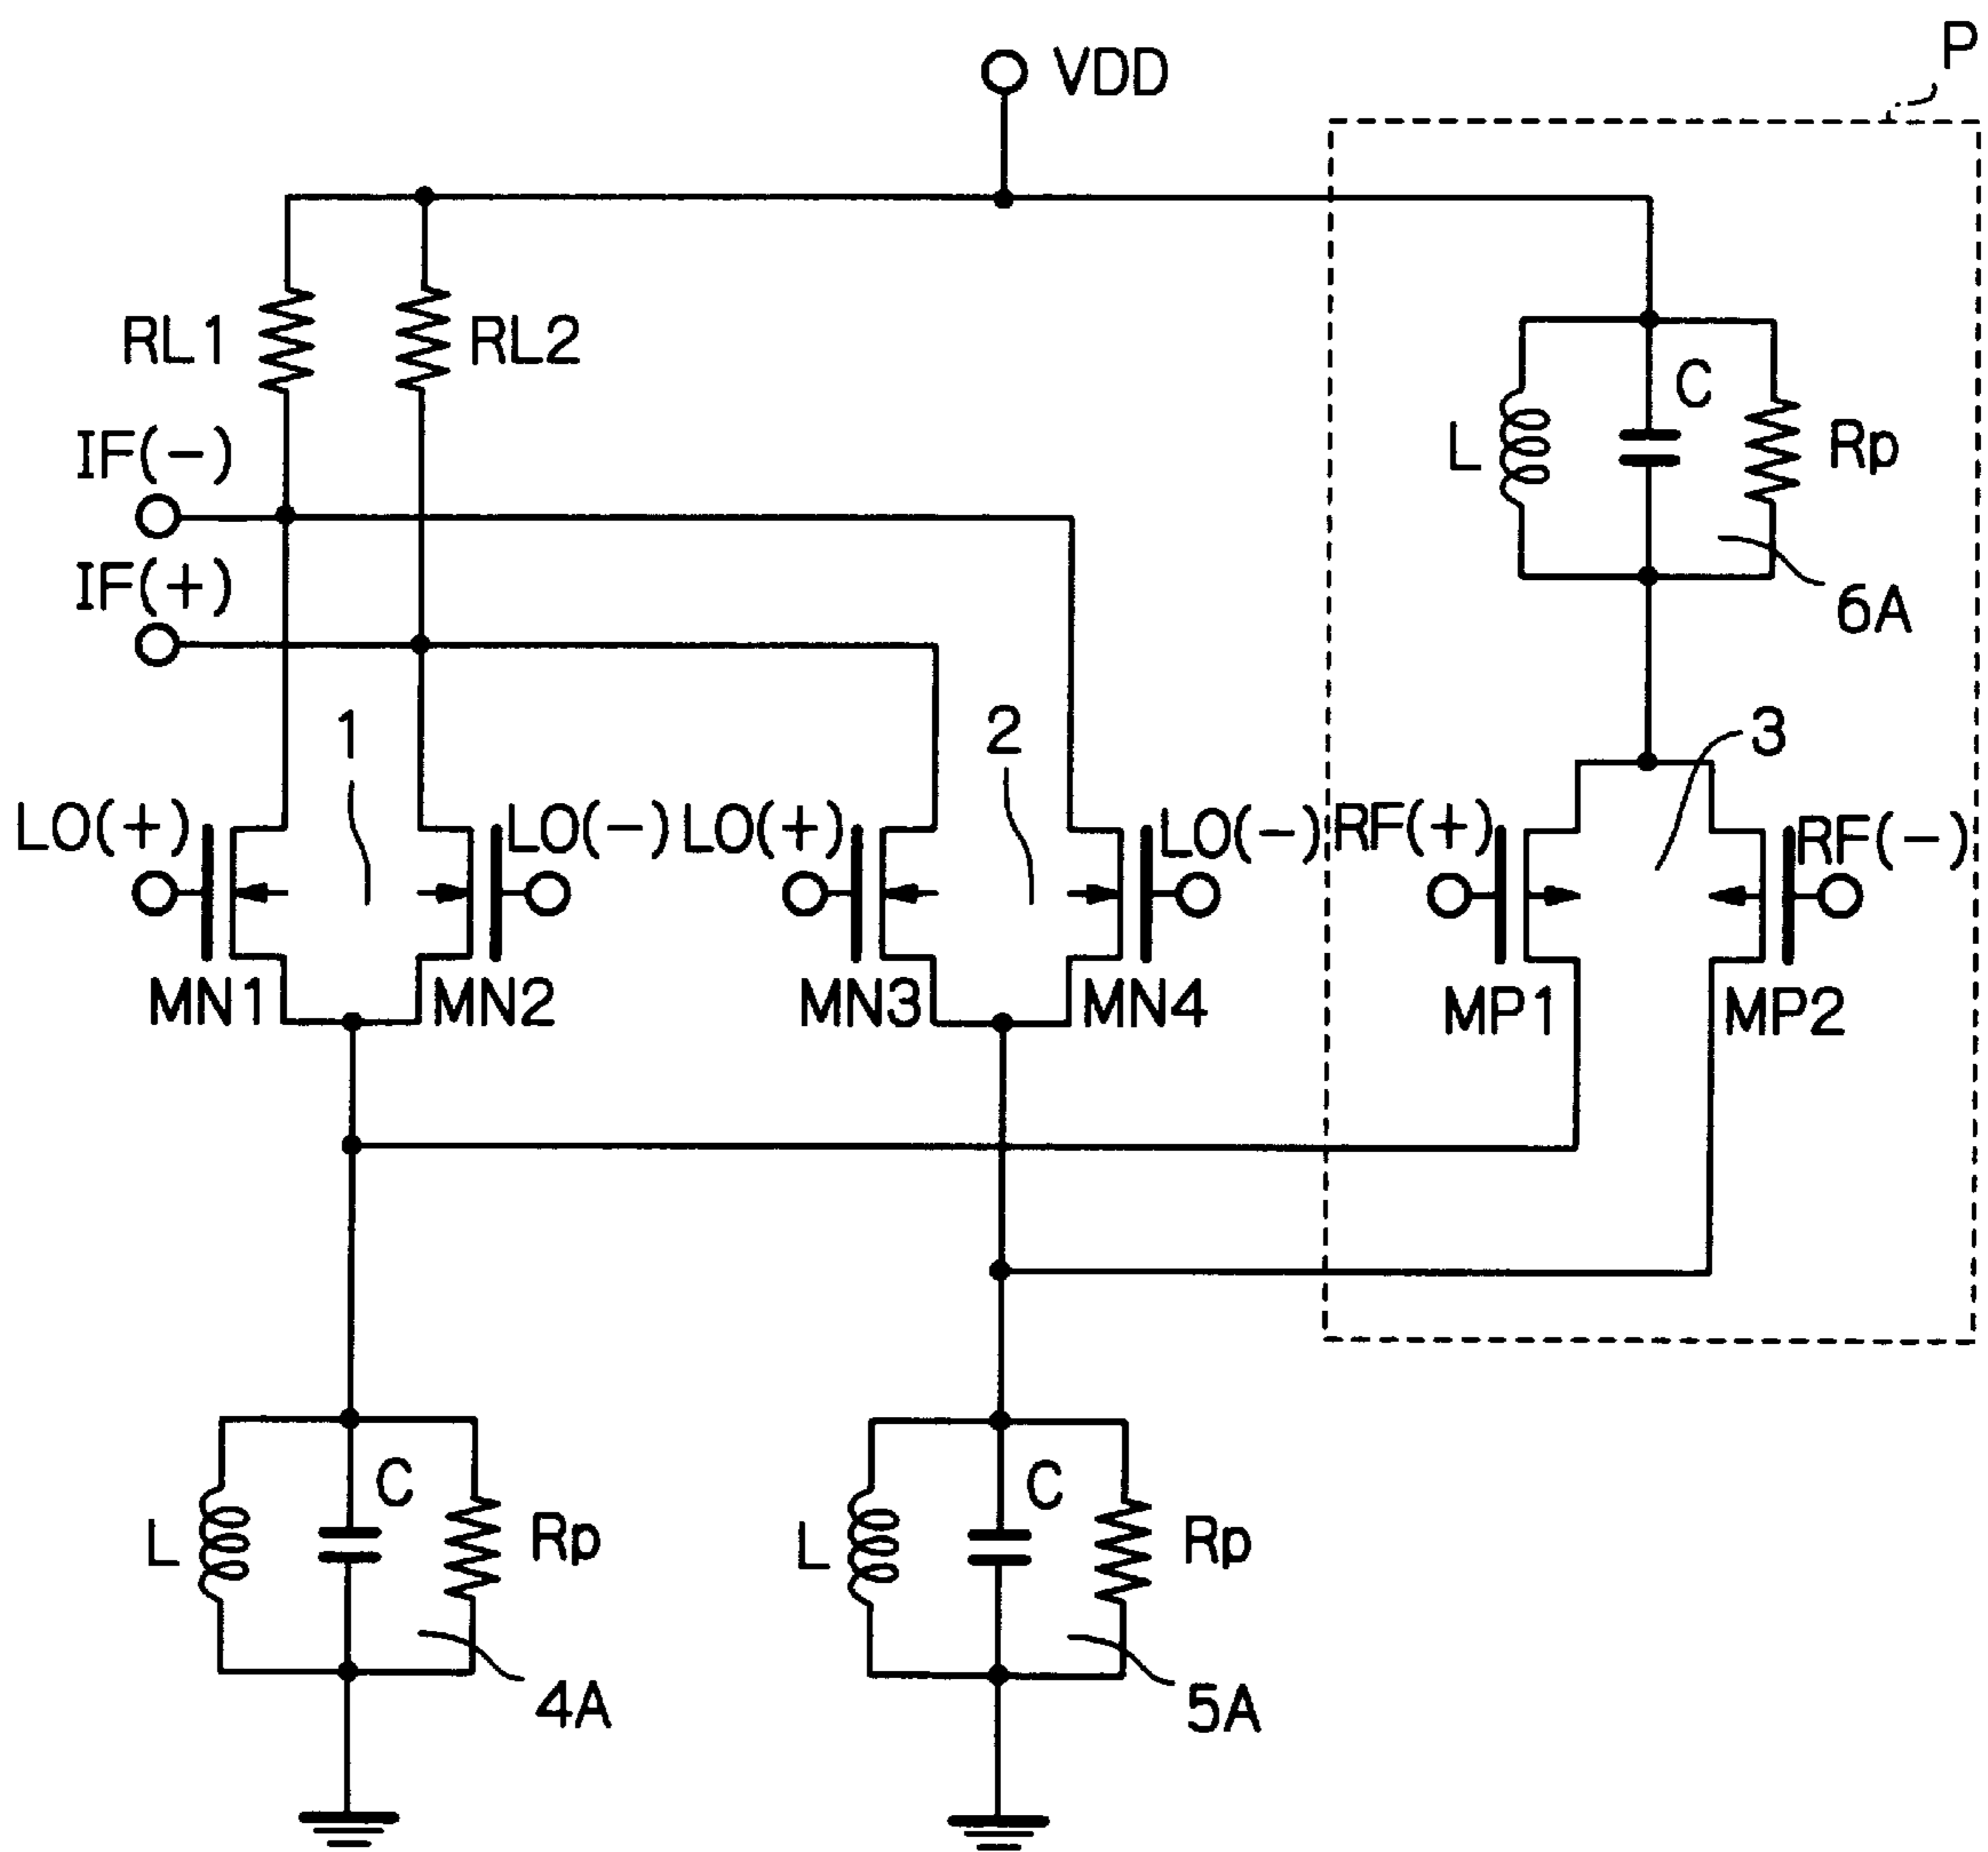 P
VDD
RL1
RL2
C
L
Rp
IF(-)
IF(+)
6A
1
2
3
LO(+)
LO(-)
LO(+)
LO(-)
RF(+)
RF(-)
MN1
MN2
MN3
MN4
MP1
MP2
C
L
Rp
C
L
Rp
4A
5A